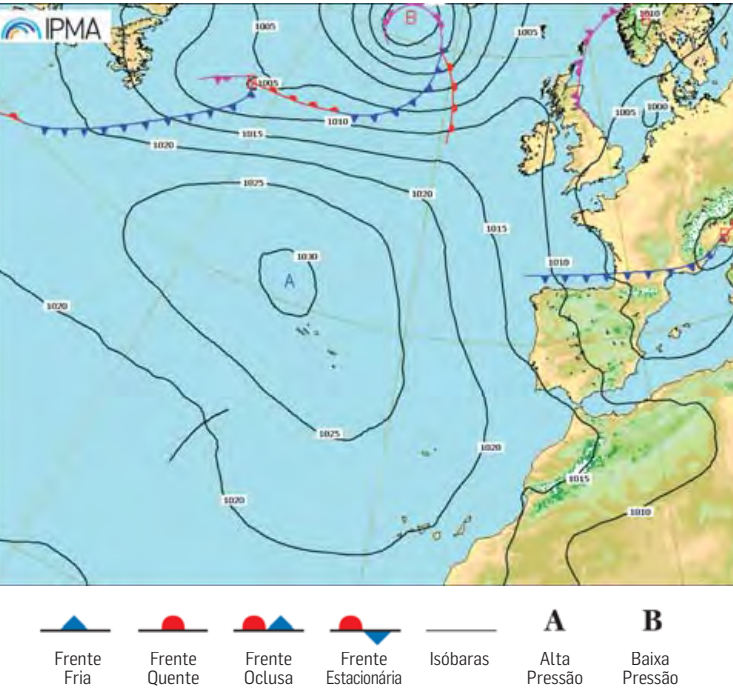 IPMA
B
1010
1005
1005
1005
1005
1000
1010
1015
1020
1025
1020
1015
1010
B
1030
A
1020
1025
1020
1015
1020
1010
A
B
Frente Fria
Frente Quente
Frente Oclusa
Frente Estacionária
Isóbaras
Alta Pressão
Baixa Pressão